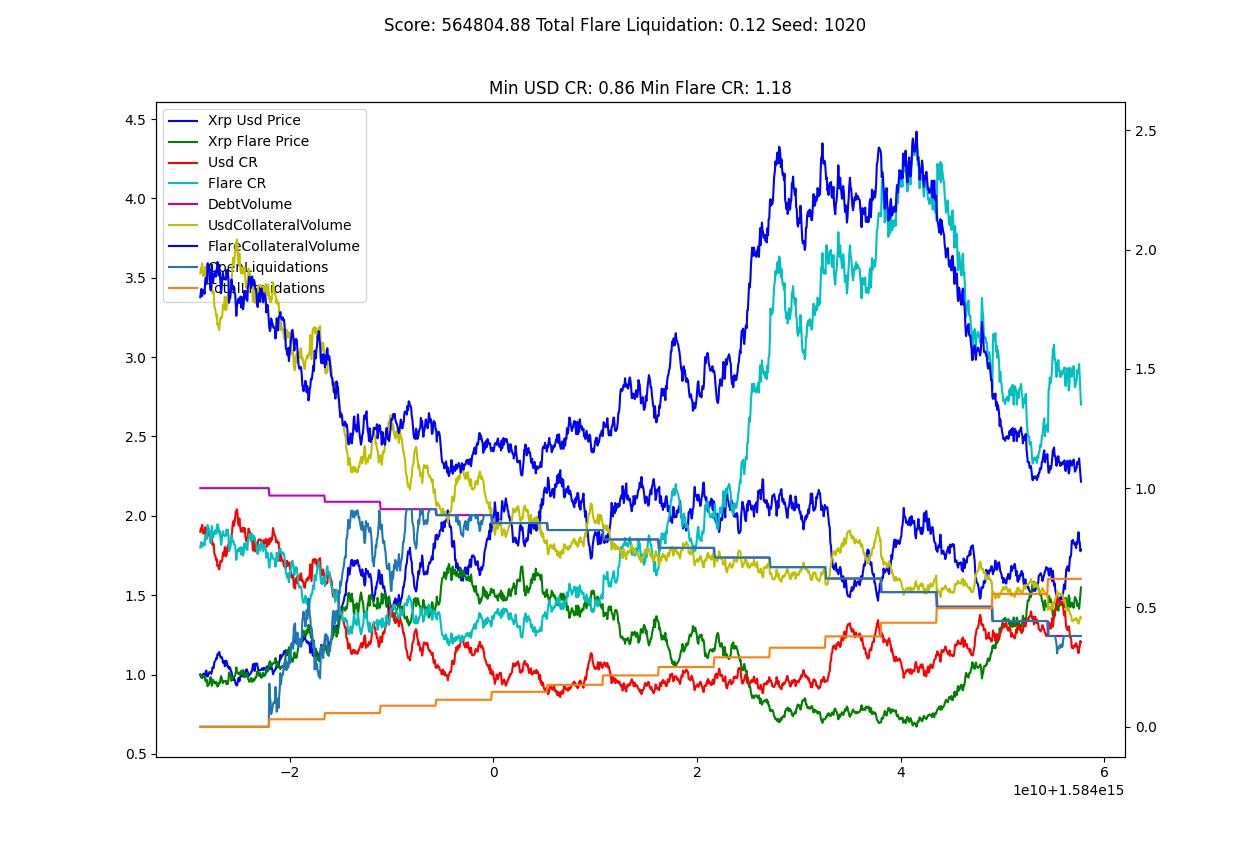 Score: 564804.88 Total Flare Liquidation: 0.12 Seed: 1020
Min USD CR: 0.86 Min Flare CR: 1.18
Xrp Usd Price
Xrp Flare Price
Usd CR
Flare CR
DebtVolume
UsdCollateralVolume
FlareCollateralVolume
OpenLiquidations
TotalLiquidations
4.5
4.0
3.5
3.0
2.5
2.0
1.5
1.0
0.5
2.5
2.0
1.5
1.0
0.5
0.0
−2
0
2
4
6
1e10+1.584e15